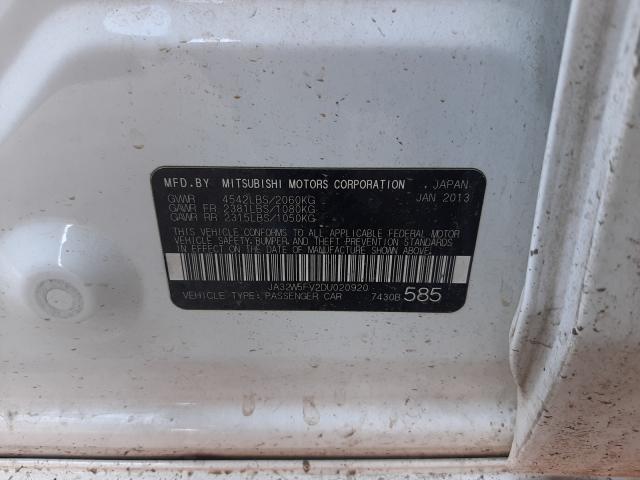 MFD.BY MITSUBISHI MOTORS CORPORATION . JAPAN
GVWR 4542LBS/2060KG JAN 2013
GAWR FR 2381LBS/1080KG
GAWR RR 2315LBS/1050KG
THIS VEHICLE CONFORMS TO ALL APPLICABLE FEDERAL MOTOR
VEHICLE SAFETY,BUMPER,AND THEFT PREVENTION STANDARDS
IN EFFECT ON THE DATE OF MANUFACTURE SHOWN ABOVE.
JA32W5FV2DU020920
VEHICLE TYPE: PASSENGER CAR 7430B 585